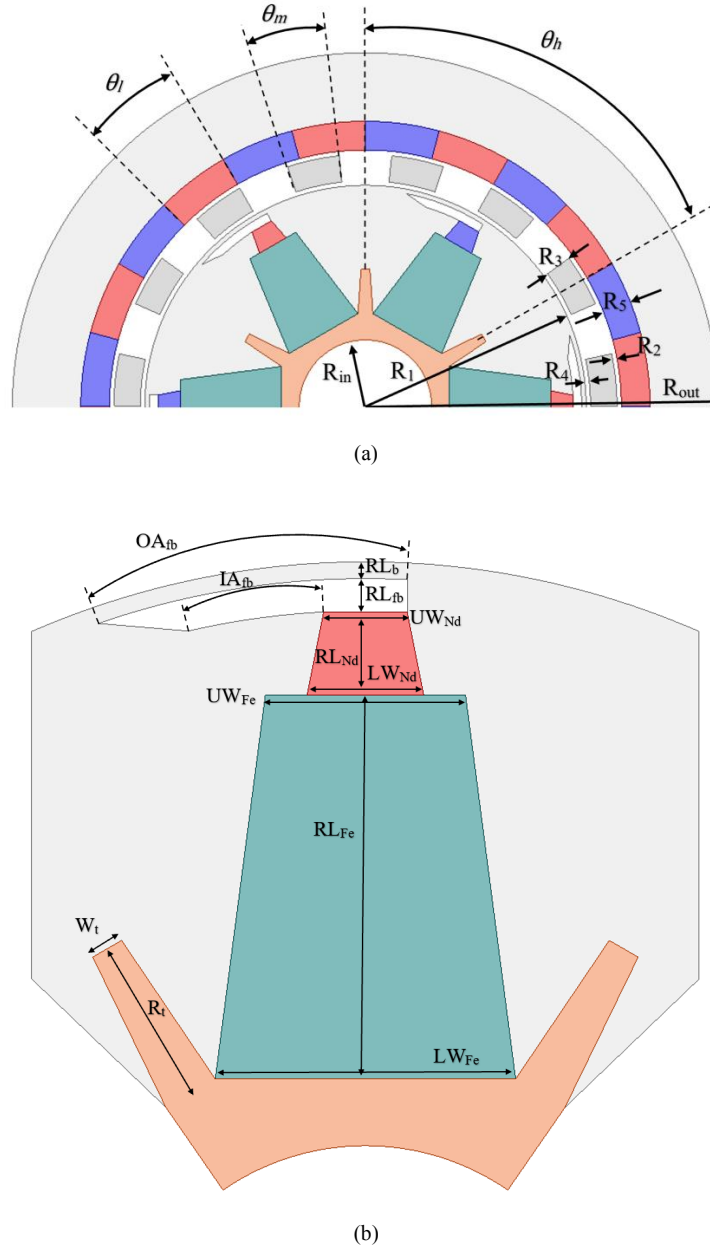 θm
θh
θl
R3
R5
R2
R4
Rin
R1
Rout
(a)
OAfb
RLb
IAfb
RLfb
UWNd
RLNd
LWNd
UWFe
RLFe
Wt
Rt
LWFe
(b)